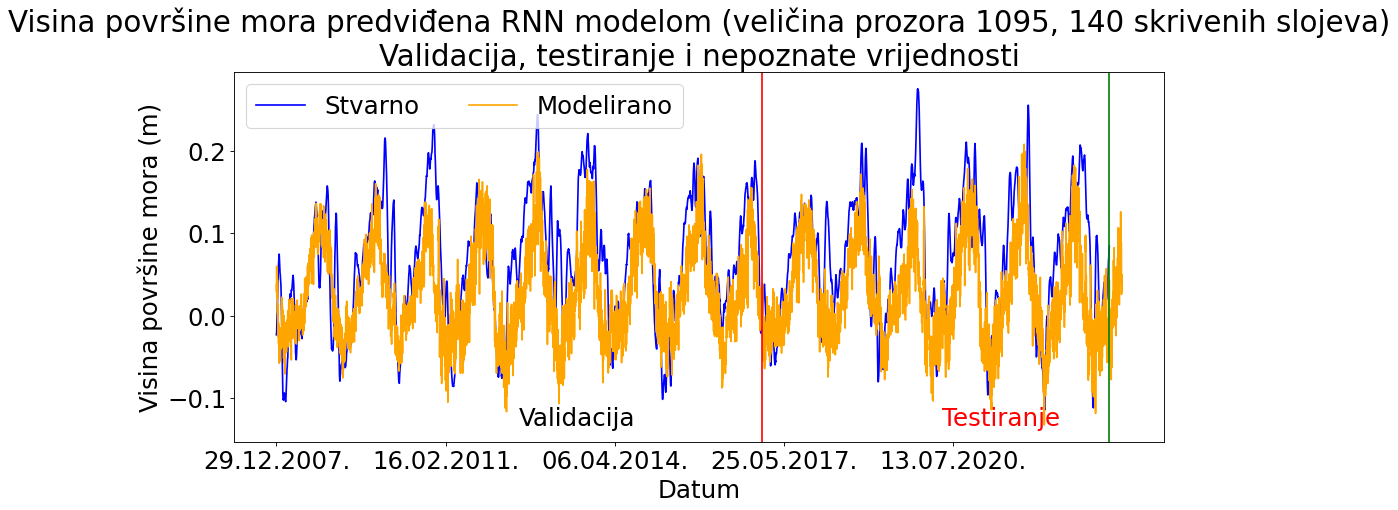 Visina površine mora predviđena RNN modelom (veličina prozora 1095, 140 skrivenih slojeva)
Validacija, testiranje i nepoznate vrijednosti
Stvarno Modelirano
Visina površine mora (m)
0.2
0.1
0.0
−0.1
Validacija Testiranje
29.12.2007. 16.02.2011. 06.04.2014. 25.05.2017. 13.07.2020.
Datum